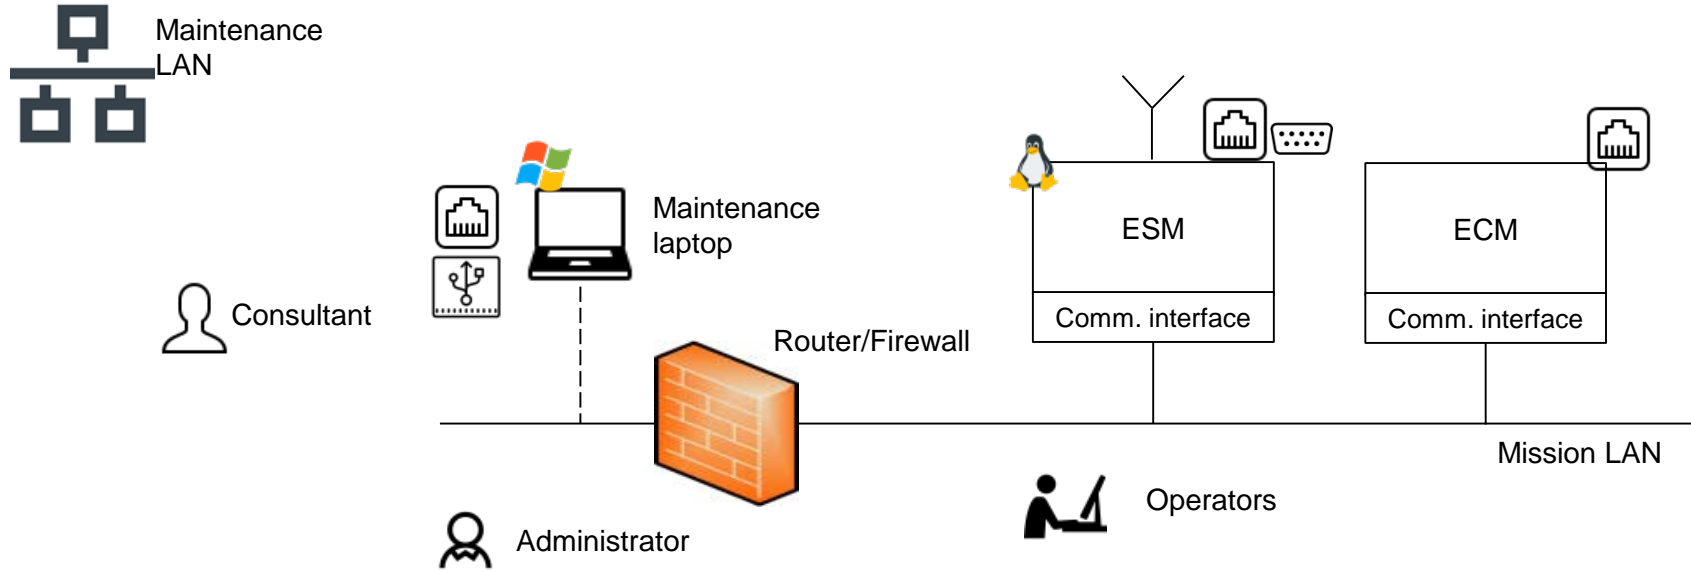 Maintenance
LAN
Maintenance
laptop
ESM
ECM
Consultant
Comm. interface
Comm. interface
Router/Firewall
Mission LAN
Operators
Administrator